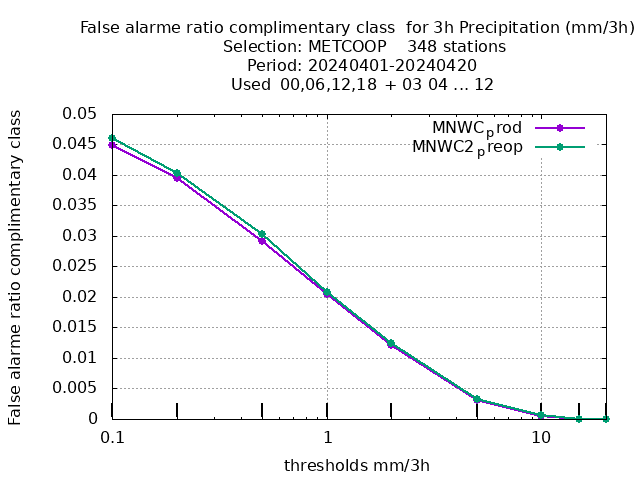 False alarme ratio complimentary class  for 3h Precipitation (mm/3h)
Selection: METCOOP    348 stations
Period: 20240401-20240420
Used  00,06,12,18  + 03 04 ... 12
False alarme ratio complimentary class
0.05
0.045
0.04
0.035
0.03
0.025
0.02
0.015
0.01
0.005
0
MNWCprod
MNWC2preop
0.1
1
10
thresholds mm/3h